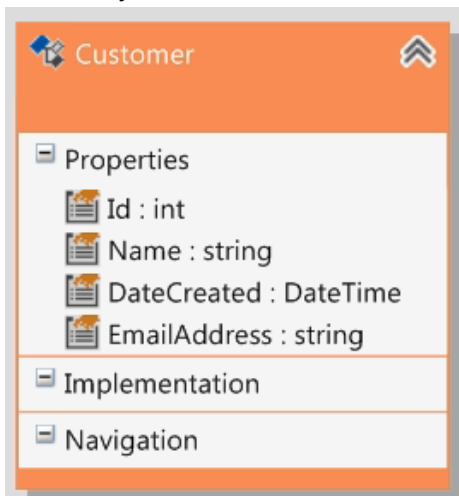 Customer
Properties
Id : int
Name : string
DateCreated : DateTime
EmailAddress : string
Implementation
Navigation